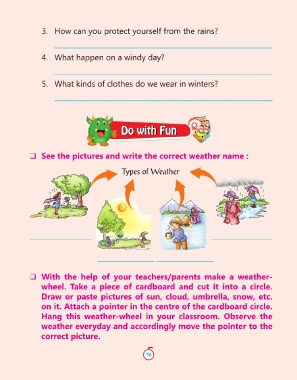 3. How can you protect yourself from the rains?
4. What happen on a windy day?
5. What kinds of clothes do we wear in winters?
Do with Fun
❑ See the pictures and write the correct weather name :
Types of Weather
❑ With the help of your teachers/parents make a weather-
wheel. Take a piece of cardboard and cut it into a circle.
Draw or paste pictures of sun, cloud, umbrella, snow, etc.
on it. Attach a pointer in the centre of the cardboard circle.
Hang this weather-wheel in your classroom. Observe the
weather everyday and accordingly move the pointer to the
correct picture.